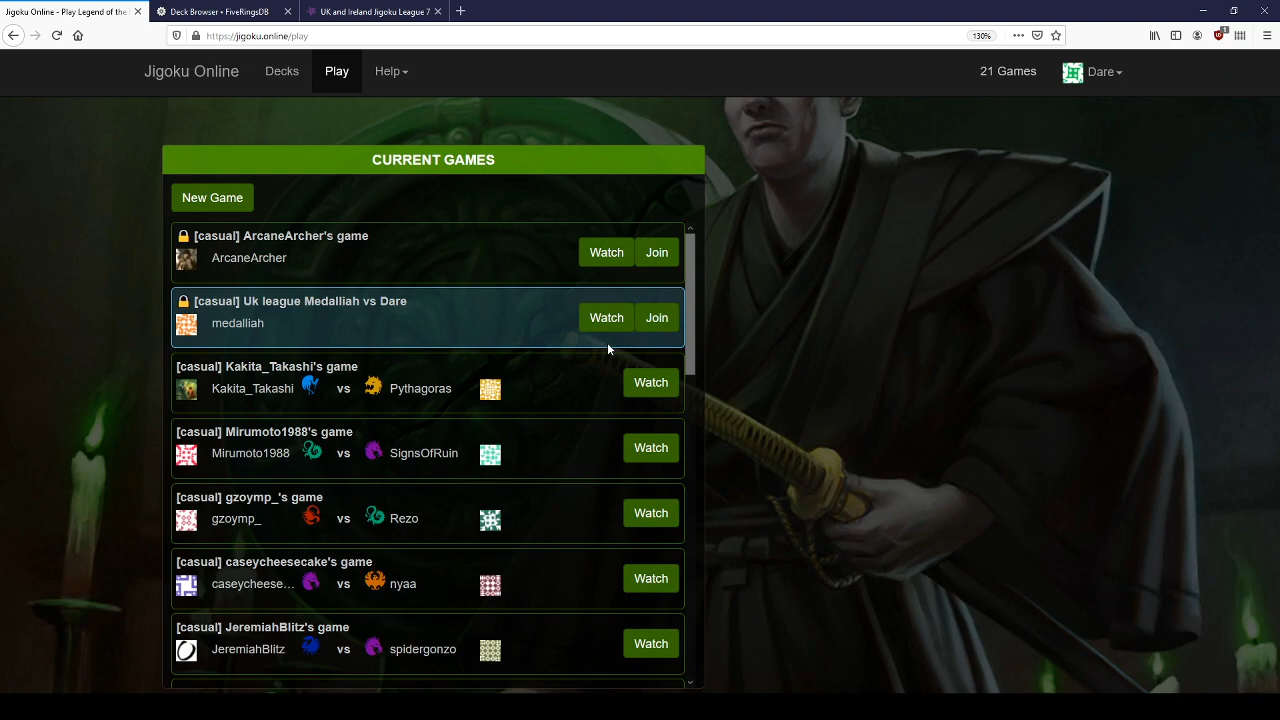 Jigoku Online - Play Legend of the
Deck Browser • FiveRingsDB
UK and Ireland Jigoku League 7
https://jigoku.online/play
130%
1
Jigoku Online
Decks
Play
Help
21 Games
Dare
CURRENT GAMES
New Game
[casual] ArcaneArcher's game
ArcaneArcher
Watch Join
[casual] Uk league Medalliah vs Dare
medalliah
Watch Join
[casual] Kakita_Takashi's game
Kakita_Takashi vs Pythagoras
Watch
[casual] Mirumoto1988's game
Mirumoto1988 vs SignsOfRuin
Watch
[casual] gzoymp_'s game
gzoymp_ vs Rezo
Watch
[casual] caseycheesecake's game
caseycheese... vs nyaa
Watch
[casual] JeremiahBlitz's game
JeremiahBlitz vs spidergonzo
Watch